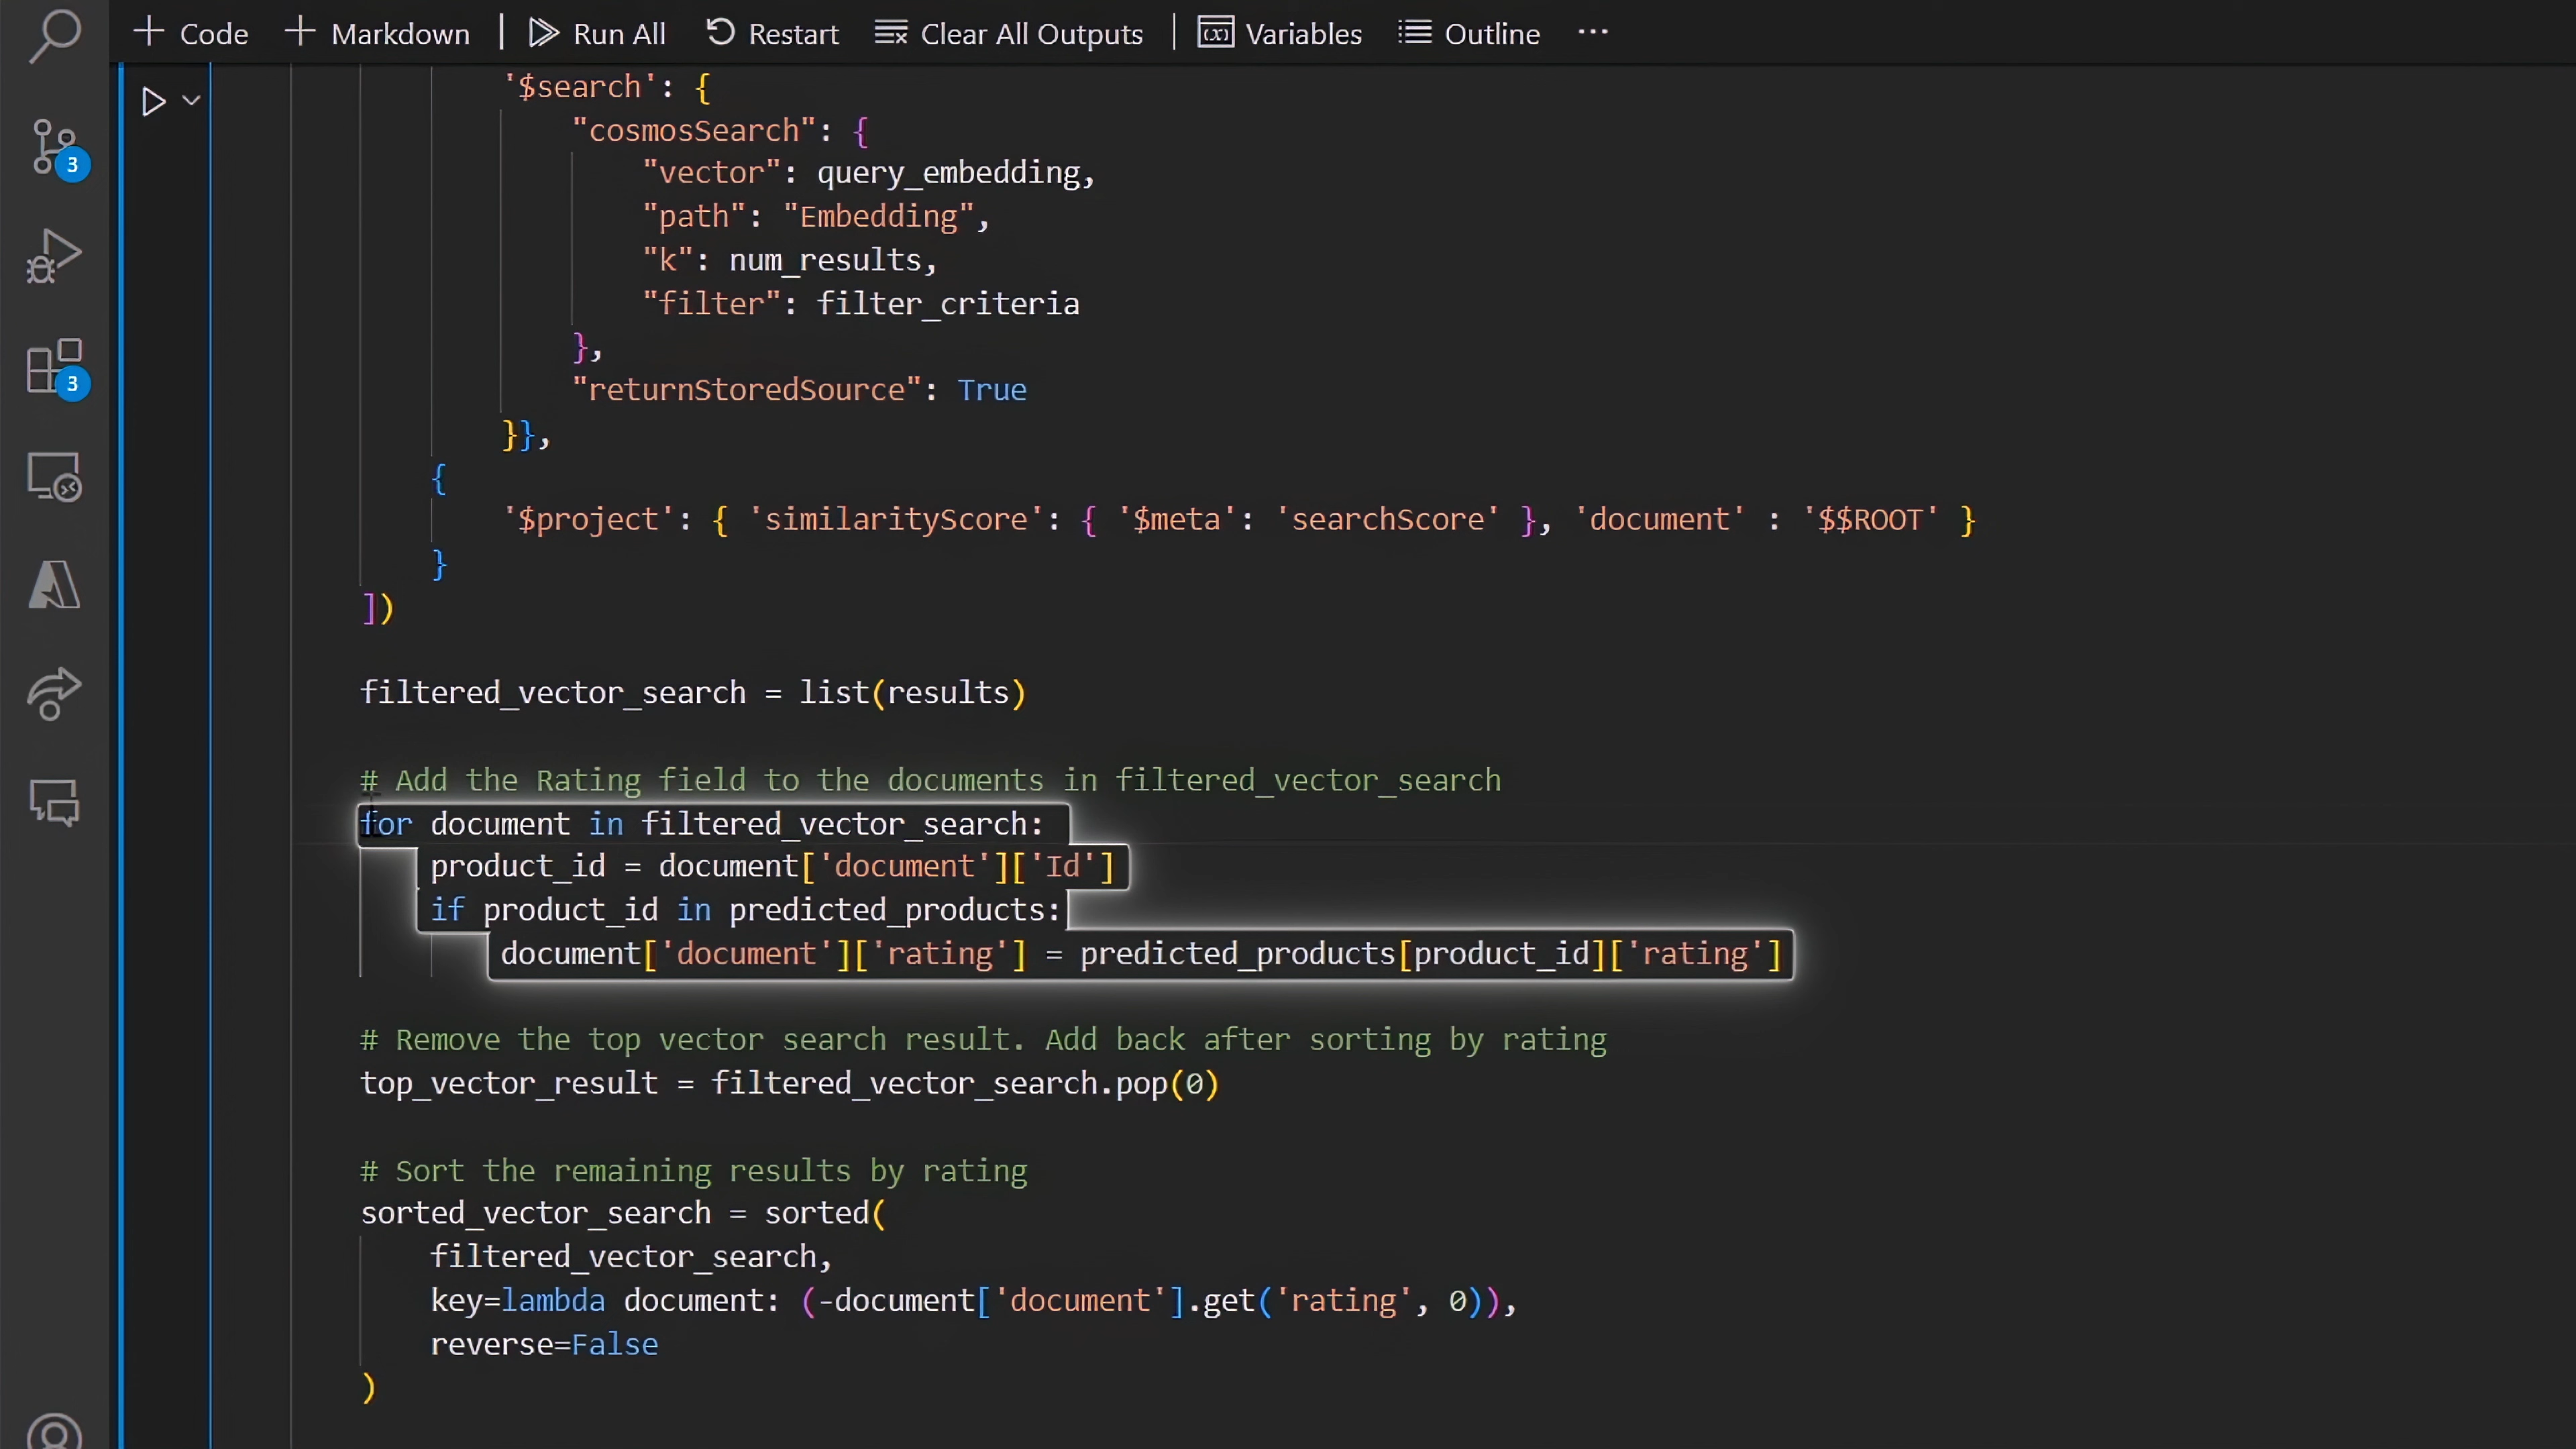 Code Markdown Run All Restart Clear All Outputs Variables Outline ...
'$search': {
"cosmosSearch": {
"vector": query_embedding,
"path": "Embedding",
"k": num_results,
"filter": filter_criteria
},
"returnStoredSource": True
}},
{
'$project': { 'similarityScore': { '$meta': 'searchScore' }, 'document' : '$$ROOT' }
}
])
filtered_vector_search = list(results)
# Add the Rating field to the documents in filtered_vector_search
for document in filtered_vector_search:
product_id = document['document']['Id']
if product_id in predicted_products:
document['document']['rating'] = predicted_products[product_id]['rating']
# Remove the top vector search result. Add back after sorting by rating
top_vector_result = filtered_vector_search.pop(0)
# Sort the remaining results by rating
sorted_vector_search = sorted(
filtered_vector_search,
key=lambda document: (-document['document'].get('rating', 0)),
reverse=False
)
3
3